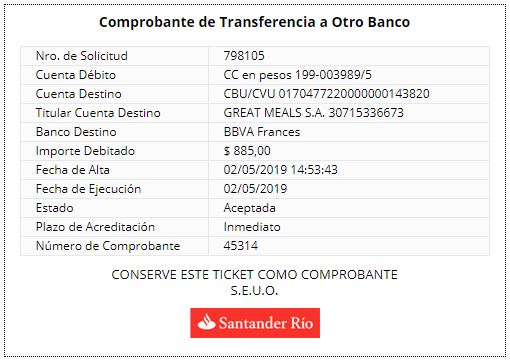 Comprobante de Transferencia a Otro Banco
Nro. de Solicitud 798105
Cuenta Débito CC en pesos 199-003989/5
Cuenta Destino CBU/CVU 0170477220000000143820
Titular Cuenta Destino GREAT MEALS S.A. 30715336673
Banco Destino BBVA Frances
Importe Debitado $ 885,00
Fecha de Alta 02/05/2019 14:53:43
Fecha de Ejecución 02/05/2019
Estado Aceptada
Plazo de Acreditación Inmediato
Número de Comprobante 45314
CONSERVE ESTE TICKET COMO COMPROBANTE
S.E.U.O.
Santander Río